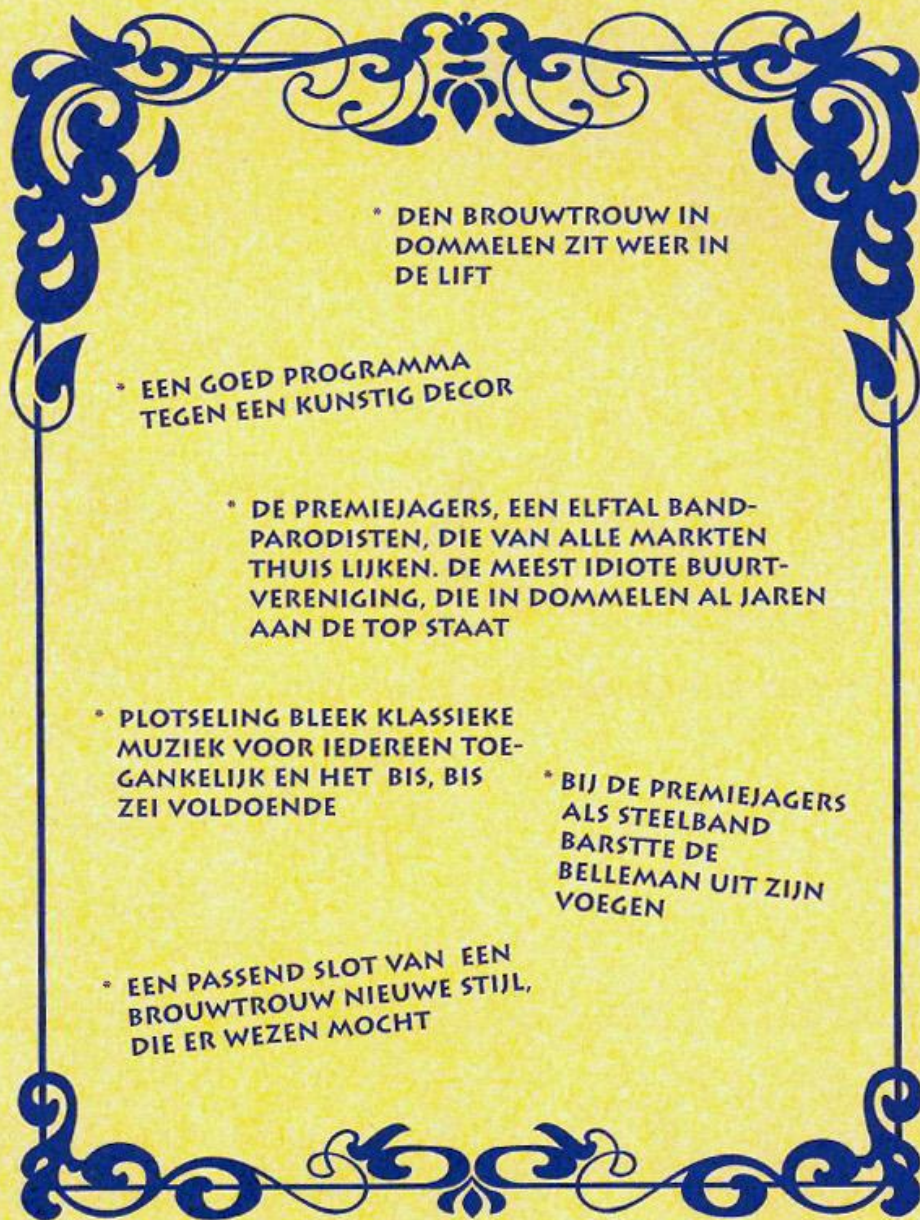 * DEN BROUWTROUW IN
DOMMELEN ZIT WEER IN
DE LIFT
* EEN GOED PROGRAMMA
TEGEN EEN KUNSTIG DECOR
* DE PREMIEJAGERS, EEN ELFTAL BAND-
PARODISTEN, DIE VAN ALLE MARKTEN
THUIS LIJKEN. DE MEEST IDIOTE BUURT-
VERENIGING, DIE IN DOMMELEN AL JAREN
AAN DE TOP STAAT
* PLOTSELING BLEEK KLASSIEKE
MUZIEK VOOR IEDEREEN TOE-
GANKELIJK EN HET BIS, BIS
ZEI VOLDOENDE
* BIJ DE PREMIEJAGERS
ALS STEELBAND
BARSTTE DE
BELLEMAN UIT ZIJN
VOEGEN
* EEN PASSEND SLOT VAN EEN
BROUWTROUW NIEUWE STIJL,
DIE ER WEZEN MOCHT